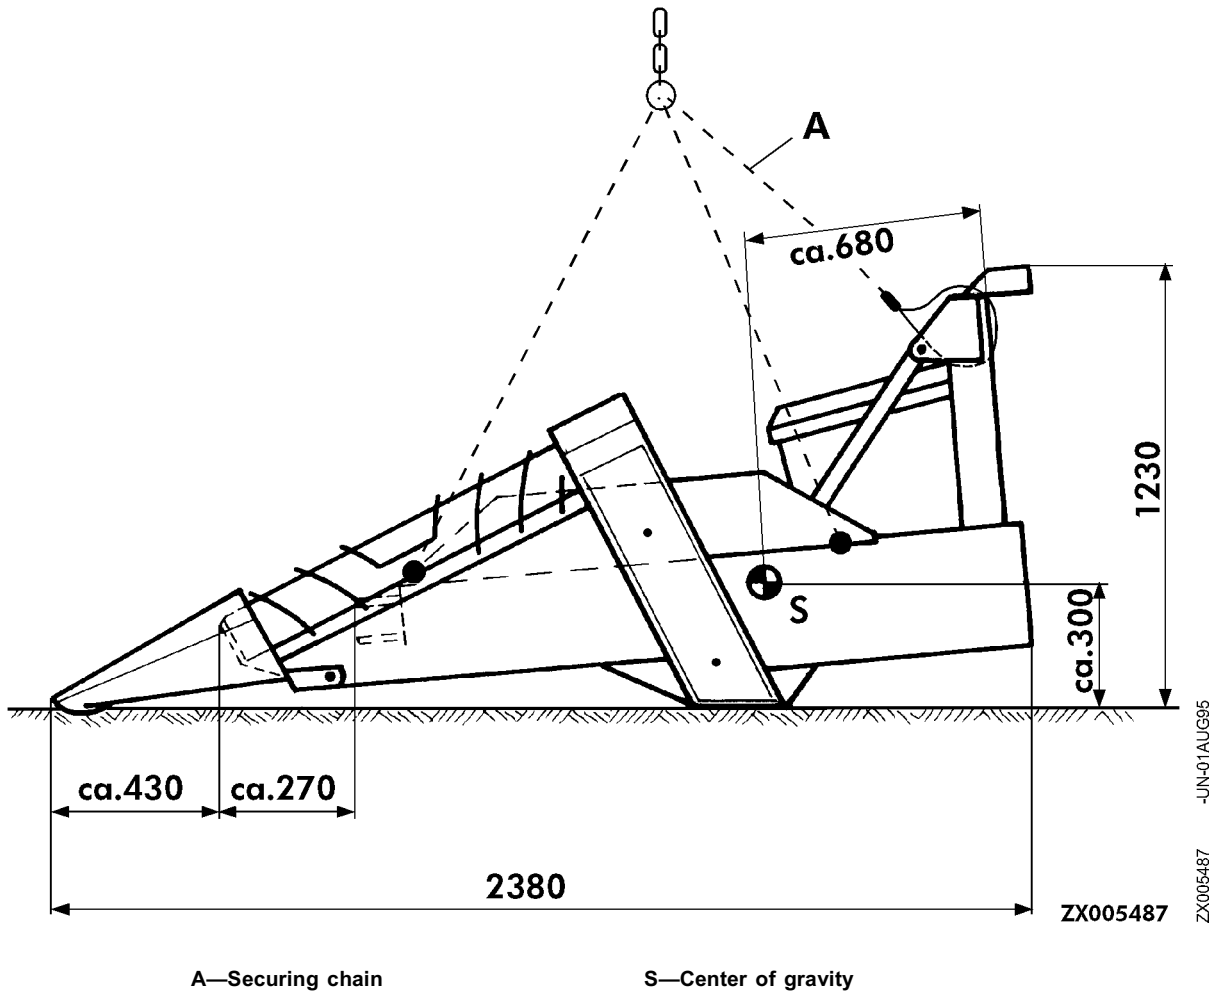 A
ca.680
1230
S
ca.300
ca.430
ca.270
2380
ZX005487
ZX005487 -UN-01AUG95
A—Securing chain
S—Center of gravity